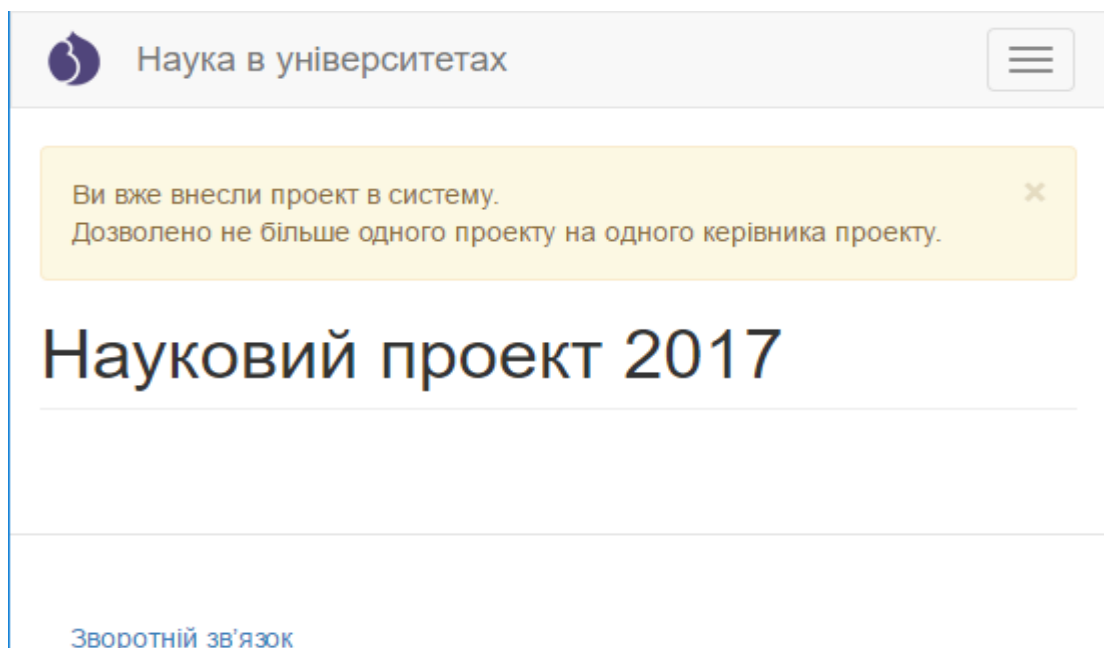 Наука в університетах
Ви вже внесли проект в систему.
Дозволено не більше одного проекту на одного керівника проекту.
Науковий проект 2017
Зворотній зв’язок